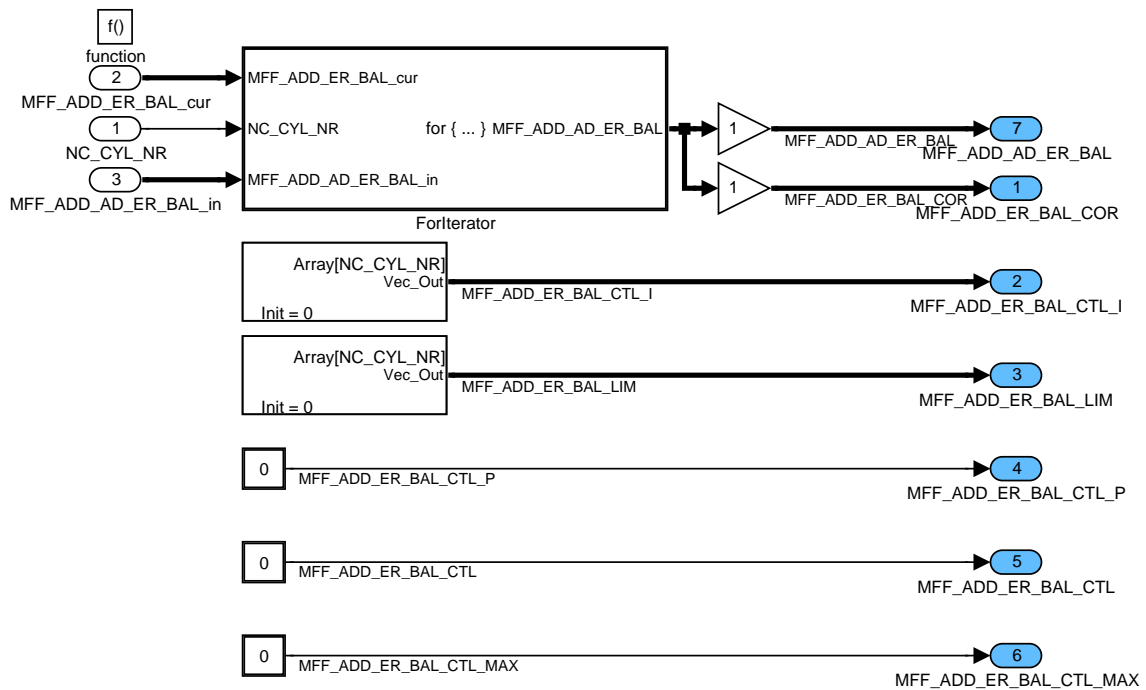 f()
function
2
MFF_ADD_ER_BAL_cur
1
NC_CYL_NR
3
MFF_ADD_AD_ER_BAL_in
MFF_ADD_ER_BAL_cur
NC_CYL_NR
for { ... } MFF_ADD_AD_ER_BAL
MFF_ADD_AD_ER_BAL_in
ForIterator
1
MFF_ADD_AD_ER_BAL
7
MFF_ADD_AD_ER_BAL
1
MFF_ADD_ER_BAL_COR
1
MFF_ADD_ER_BAL_COR
Array[NC_CYL_NR]
Vec_Out
Init = 0
MFF_ADD_ER_BAL_CTL_I
2
MFF_ADD_ER_BAL_CTL_I
Array[NC_CYL_NR]
Vec_Out
Init = 0
MFF_ADD_ER_BAL_LIM
3
MFF_ADD_ER_BAL_LIM
0
MFF_ADD_ER_BAL_CTL_P
4
MFF_ADD_ER_BAL_CTL_P
0
MFF_ADD_ER_BAL_CTL
5
MFF_ADD_ER_BAL_CTL
0
MFF_ADD_ER_BAL_CTL_MAX
6
MFF_ADD_ER_BAL_CTL_MAX